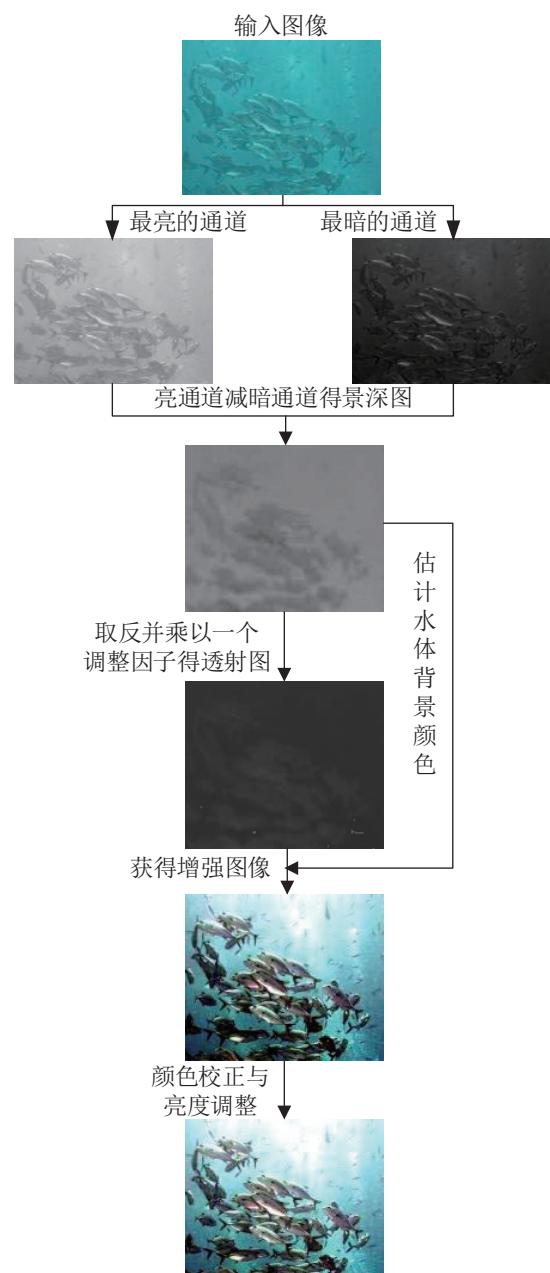 输入图像
最亮的通道
最暗的通道
亮通道减暗通道得景深图
估计水体背景颜色
取反并乘以一个
调整因子得透射图
获得增强图像
颜色校正与
亮度调整